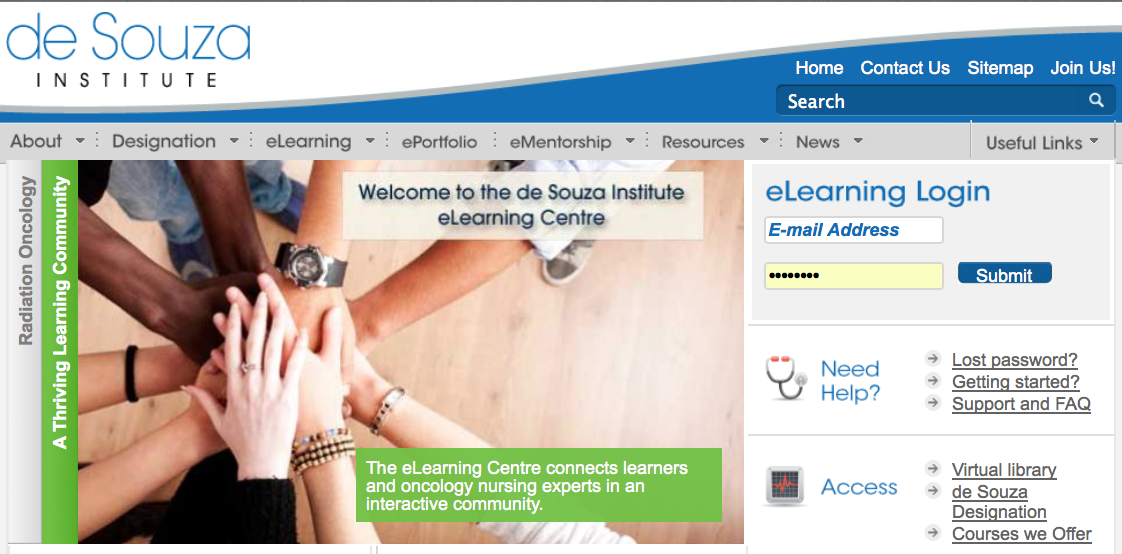 de Souza
INSTITUTE
Home Contact Us Sitemap Join Us!
Search
About Designation eLearning ePortfolio eMentorship Resources News Useful Links
Radiation Oncology
A Thriving Learning Community
Welcome to the de Souza Institute
eLearning Centre
The eLearning Centre connects learners
and oncology nursing experts in an
interactive community.
eLearning Login
E-mail Address
Submit
Need
Help?
Lost password?
Getting started?
Support and FAQ
Access
Virtual library
de Souza
Designation
Courses we Offer